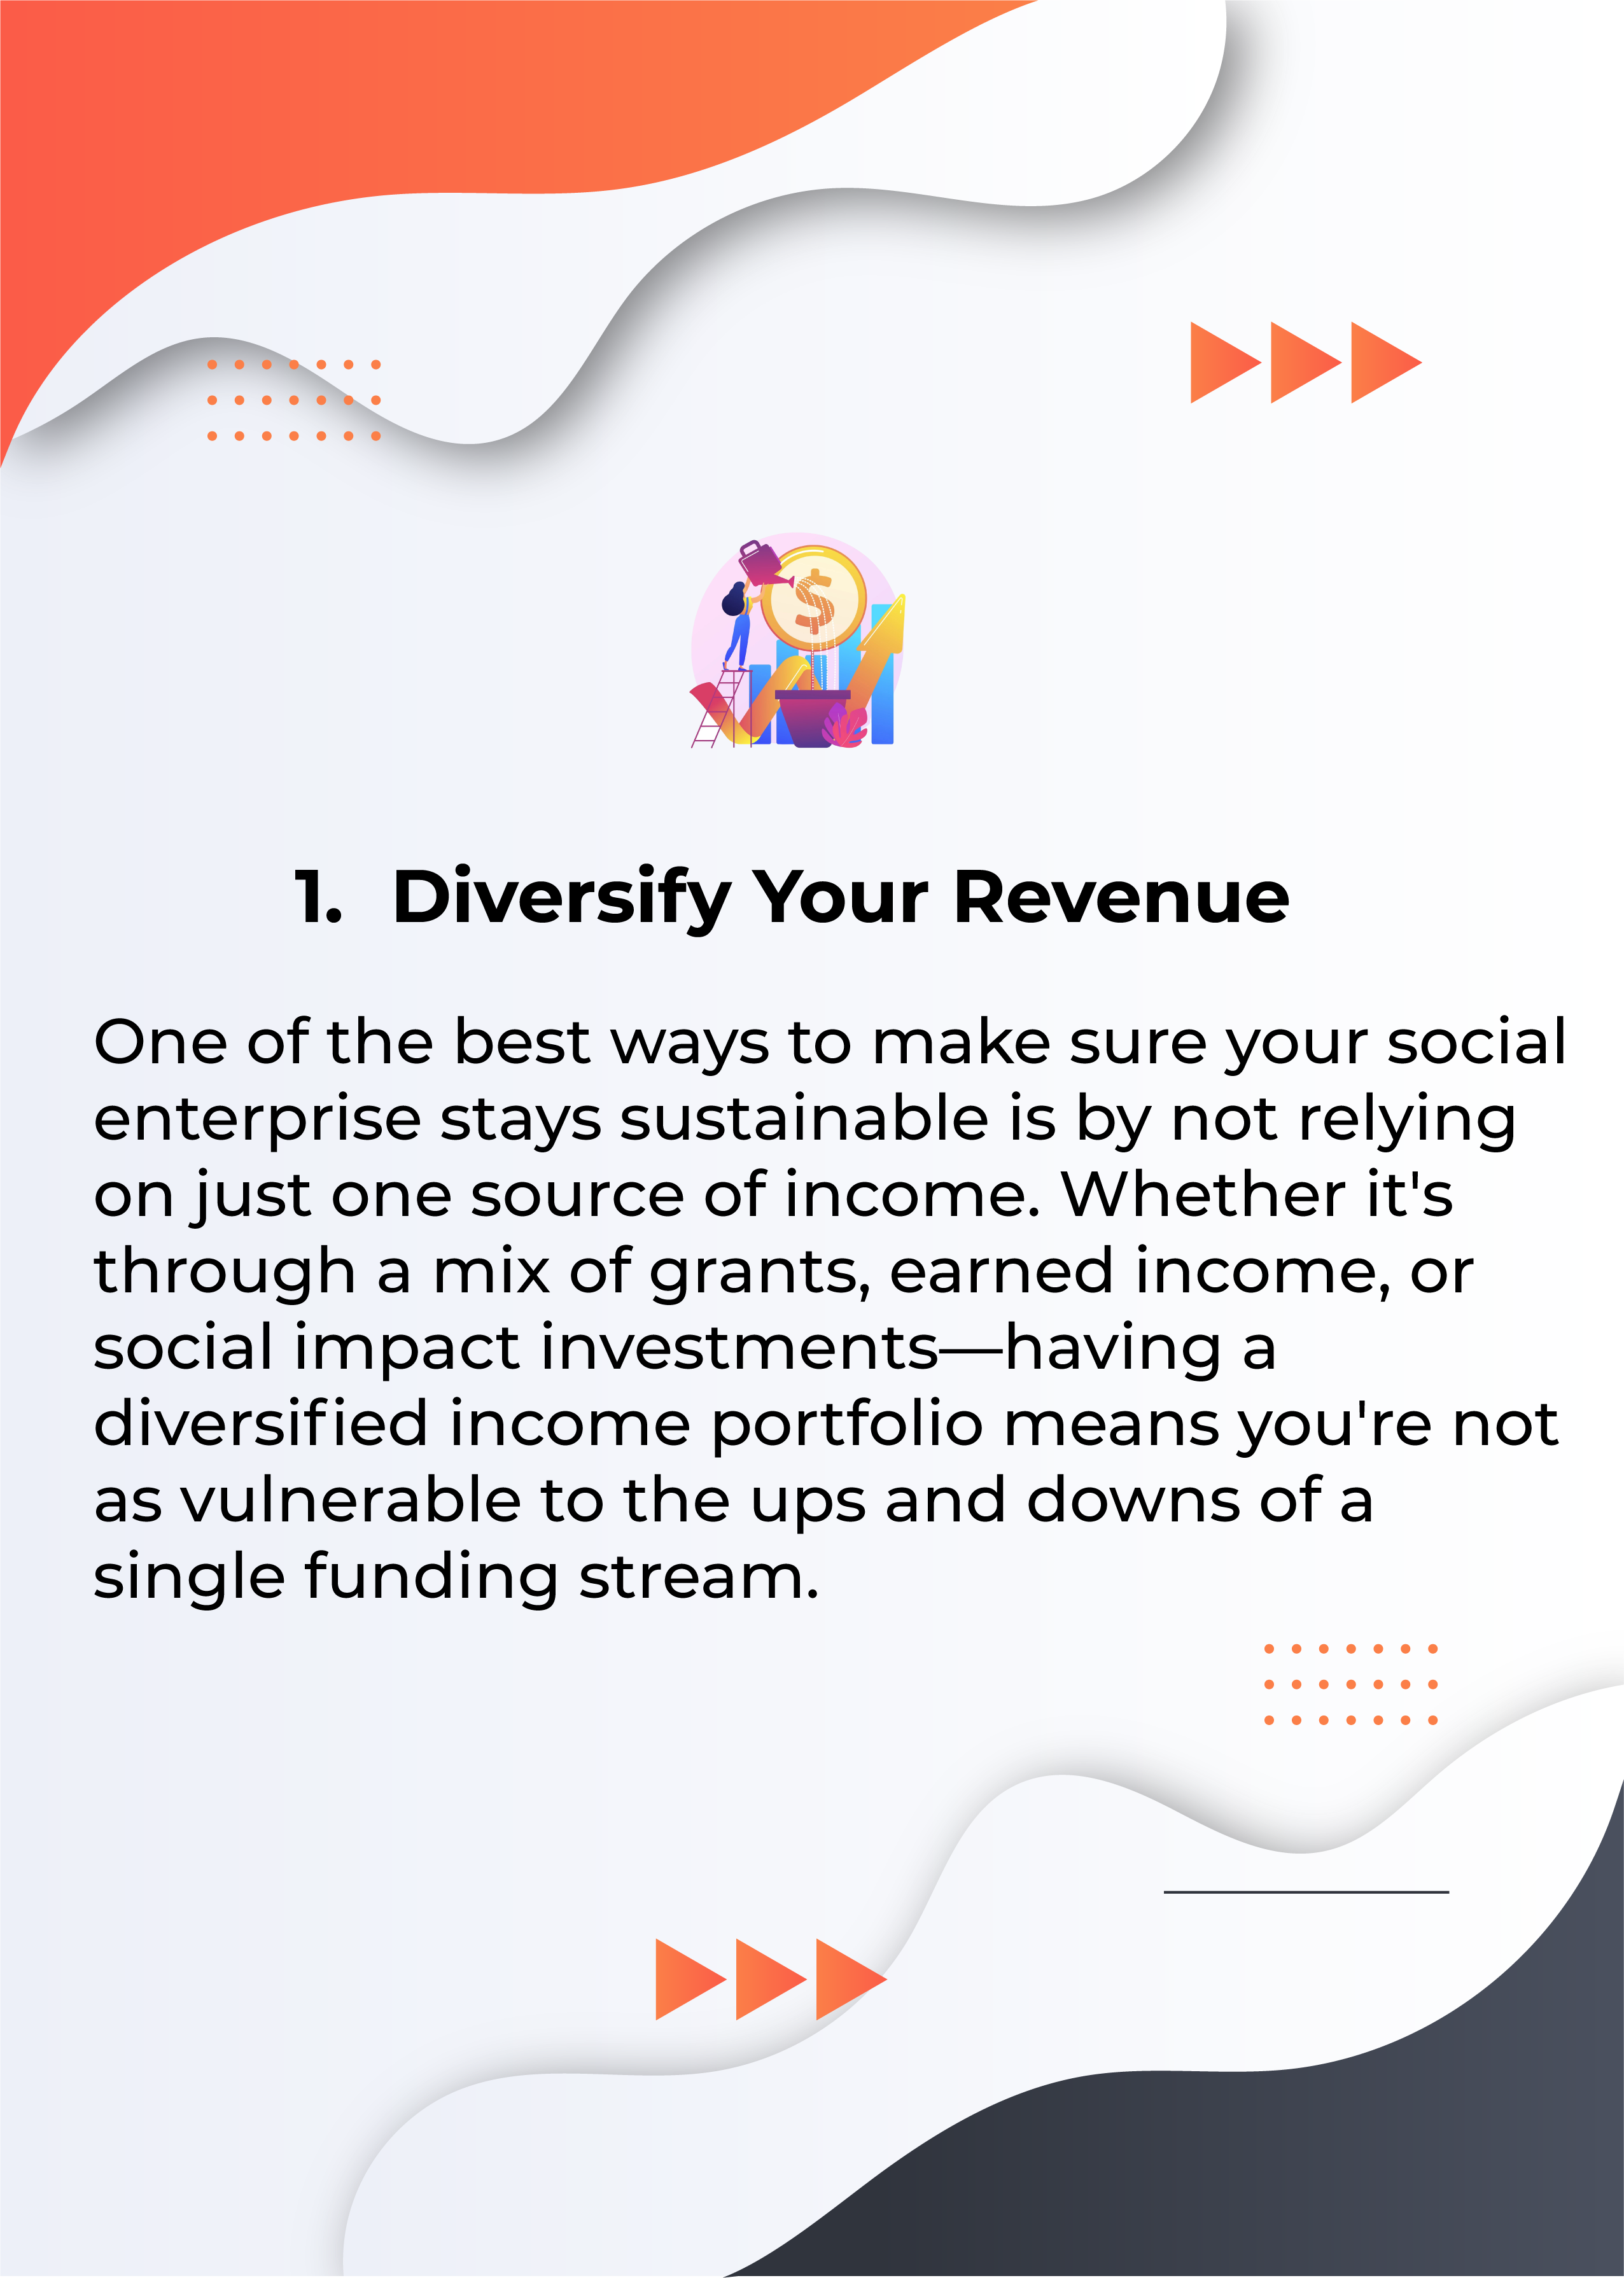 $
1. Diversify Your Revenue
One of the best ways to make sure your social
enterprise stays sustainable is by not relying
on just one source of income. Whether it's
through a mix of grants, earned income, or
social impact investments—having a
diversified income portfolio means you're not
as vulnerable to the ups and downs of a
single funding stream.